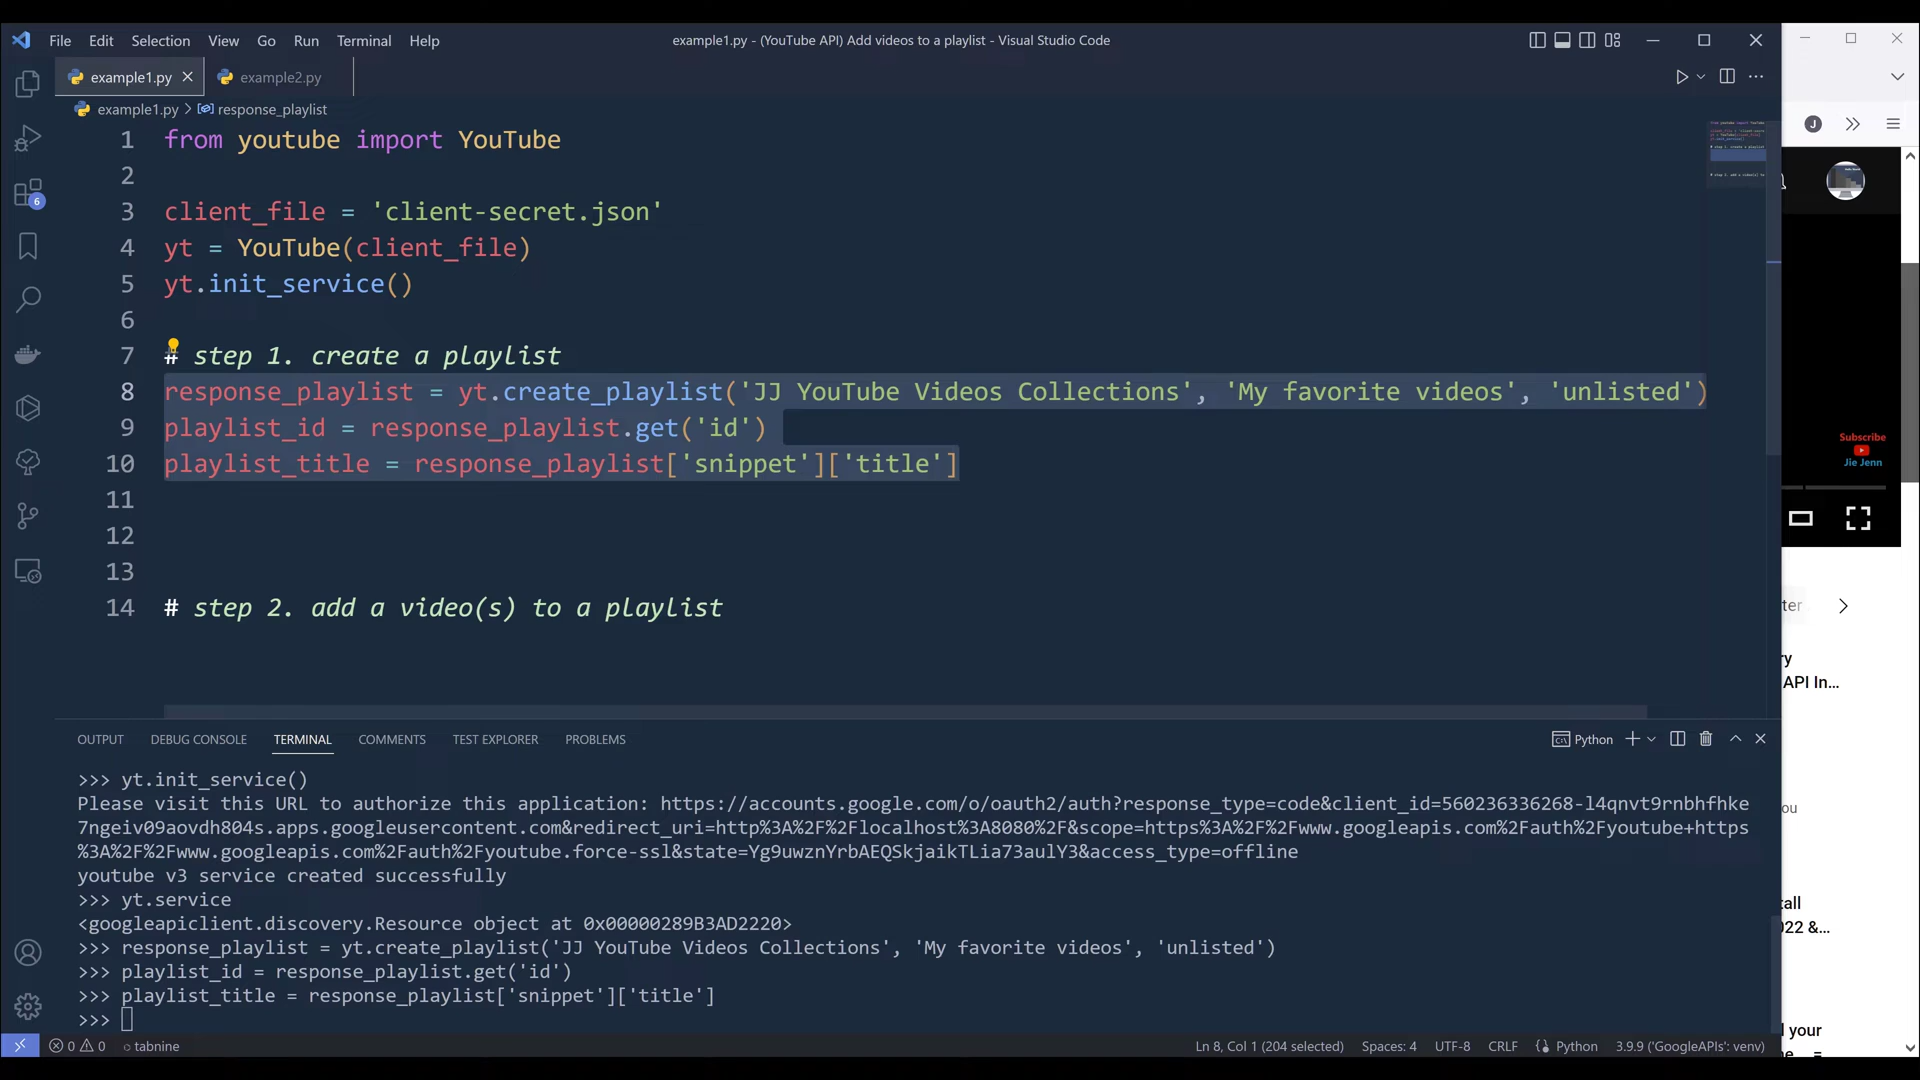 File Edit Selection View Go Run Terminal Help
example1.py - (YouTube API) Add videos to a playlist - Visual Studio Code
example1.py
example2.py
example1.py > response_playlist
1 from youtube import YouTube
2
3 client_file = 'client-secret.json'
4 yt = YouTube(client_file)
5 yt.init_service()
6
7 # step 1. create a playlist
8 response_playlist = yt.create_playlist('JJ YouTube Videos Collections', 'My favorite videos', 'unlisted')
9 playlist_id = response_playlist.get('id')
10 playlist_title = response_playlist['snippet']['title']
11
12
13
14 # step 2. add a video(s) to a playlist
6
J
Subscribe
Jie Jenn
ter
ry
API In...
ou
tall
022 &...
d your
OUTPUT DEBUG CONSOLE TERMINAL COMMENTS TEST EXPLORER PROBLEMS
Python
>>> yt.init_service()
Please visit this URL to authorize this application: https://accounts.google.com/o/oauth2/auth?response_type=code&client_id=560236336268-l4qnvt9rnbhfhke
7ngeiv09aovdh804s.apps.googleusercontent.com&redirect_uri=http%3A%2F%2Flocalhost%3A8080%2F&scope=https%3A%2F%2Fwww.googleapis.com%2Fauth%2Fyoutube+https
%3A%2F%2Fwww.googleapis.com%2Fauth%2Fyoutube.force-ssl&state=Yg9uwznYrbAEQSkjaikTLia73aulY3&access_type=offline
youtube v3 service created successfully
>>> yt.service
<googleapiclient.discovery.Resource object at 0x00000289B3AD2220>
>>> response_playlist = yt.create_playlist('JJ YouTube Videos Collections', 'My favorite videos', 'unlisted')
>>> playlist_id = response_playlist.get('id')
>>> playlist_title = response_playlist['snippet']['title']
>>>
0 0 tabnine
Ln 8, Col 1 (204 selected) Spaces: 4 UTF-8 CRLF Python 3.9.9 ('GoogleAPIs': venv)